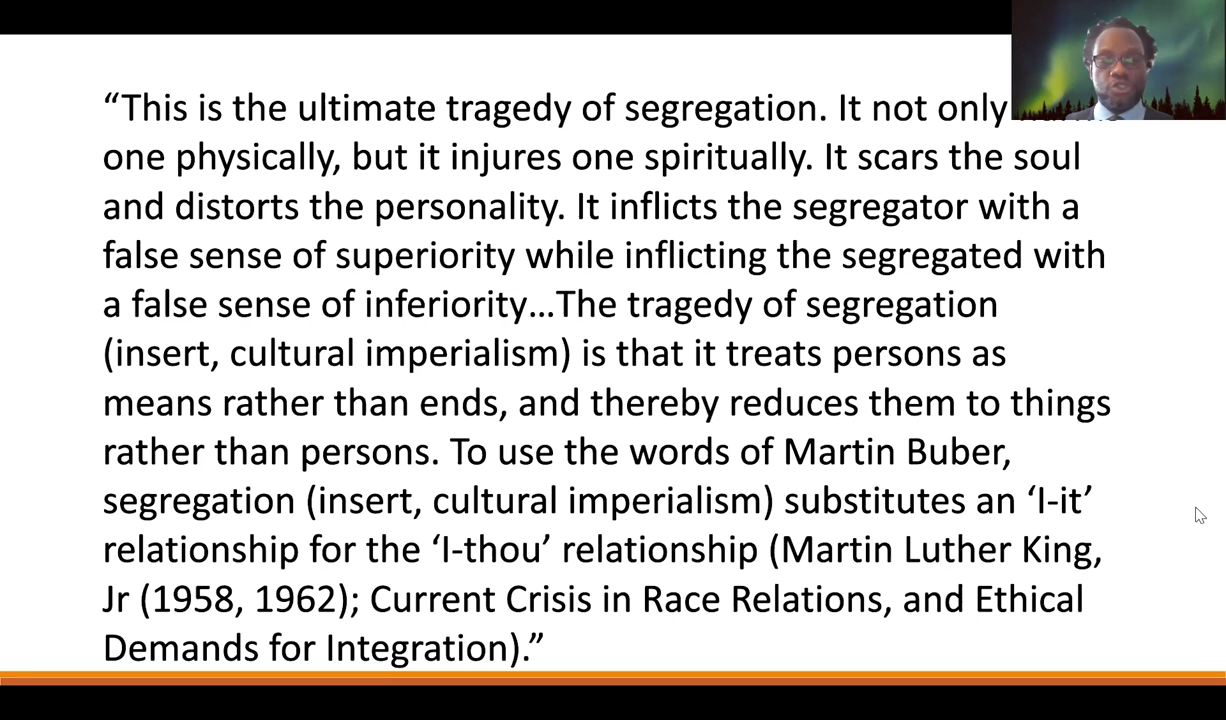 “This is the ultimate tragedy of segregation. It not only
one physically, but it injures one spiritually. It scars the soul
and distorts the personality. It inflicts the segregator with a
false sense of superiority while inflicting the segregated with
a false sense of inferiority…The tragedy of segregation
(insert, cultural imperialism) is that it treats persons as
means rather than ends, and thereby reduces them to things
rather than persons. To use the words of Martin Buber,
segregation (insert, cultural imperialism) substitutes an ‘I-it’
relationship for the ‘I-thou’ relationship (Martin Luther King,
Jr (1958, 1962); Current Crisis in Race Relations, and Ethical
Demands for Integration).”